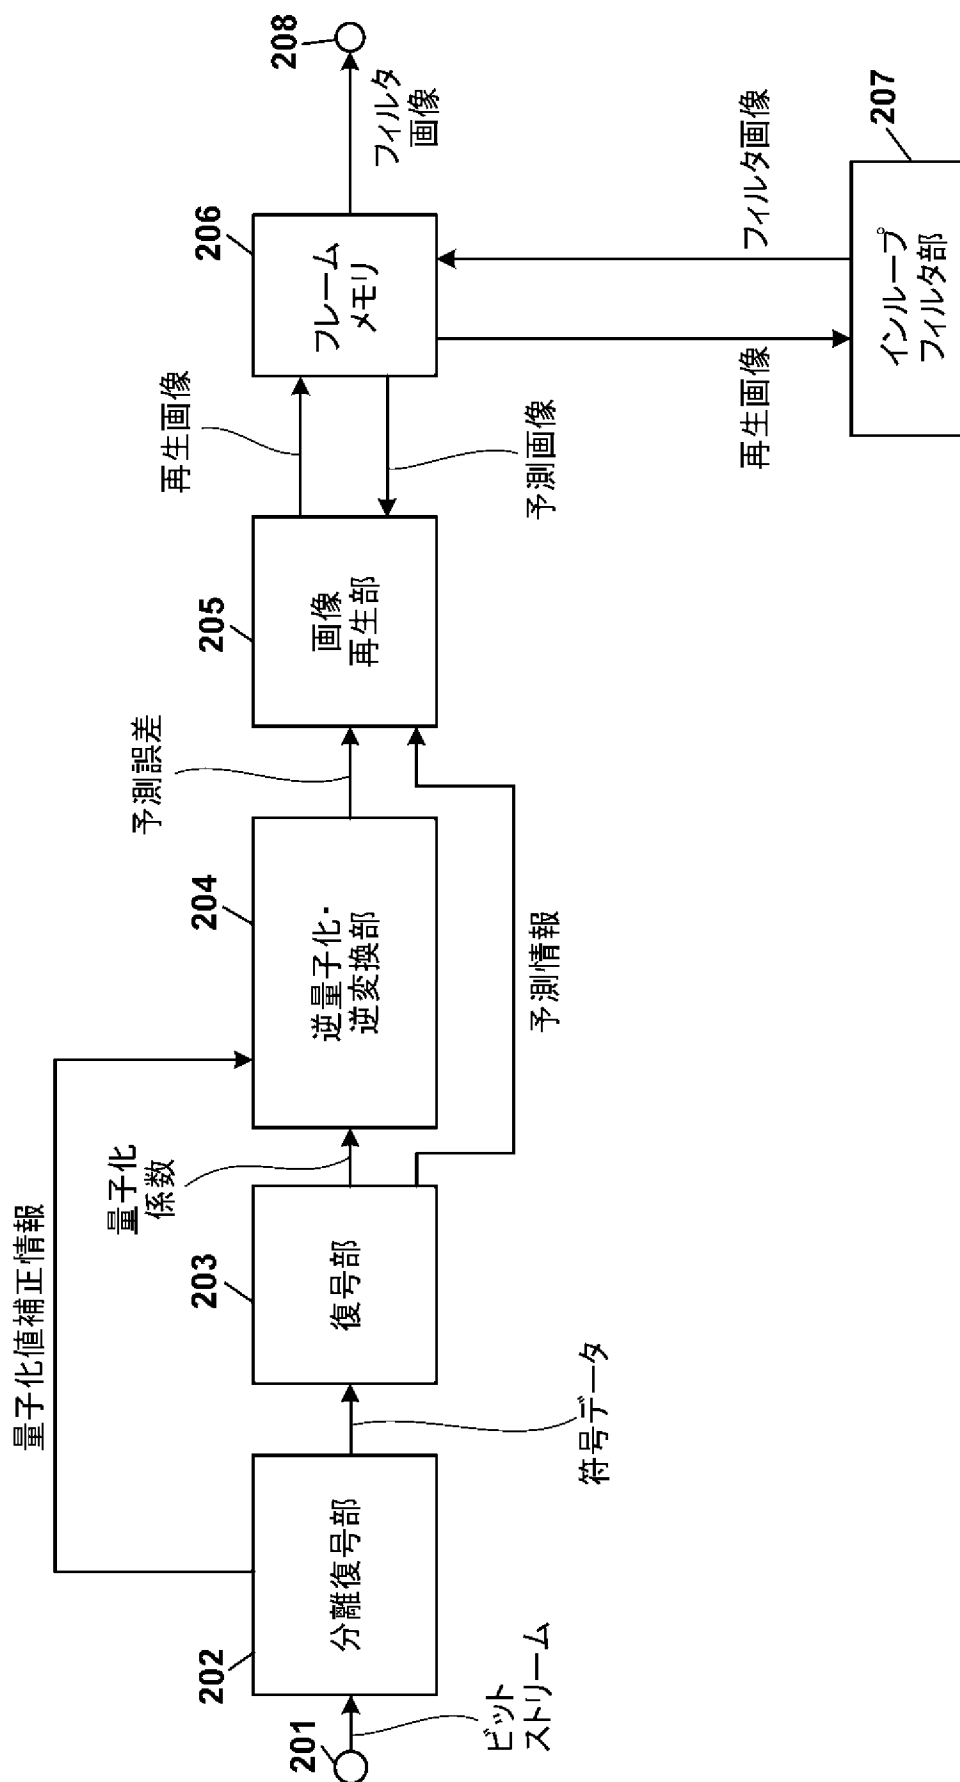 201
ビット
ストリーム
202
分離復号部
量子化値補正情報
符号データ
203
復号部
量子化
係数
204
逆量子化・
逆変換部
予測情報
予測誤差
205
画像
再生部
再生画像
予測画像
206
フレーム
メモリ
再生画像
フィルタ画像
207
インループ
フィルタ部
フィルタ
画像
208